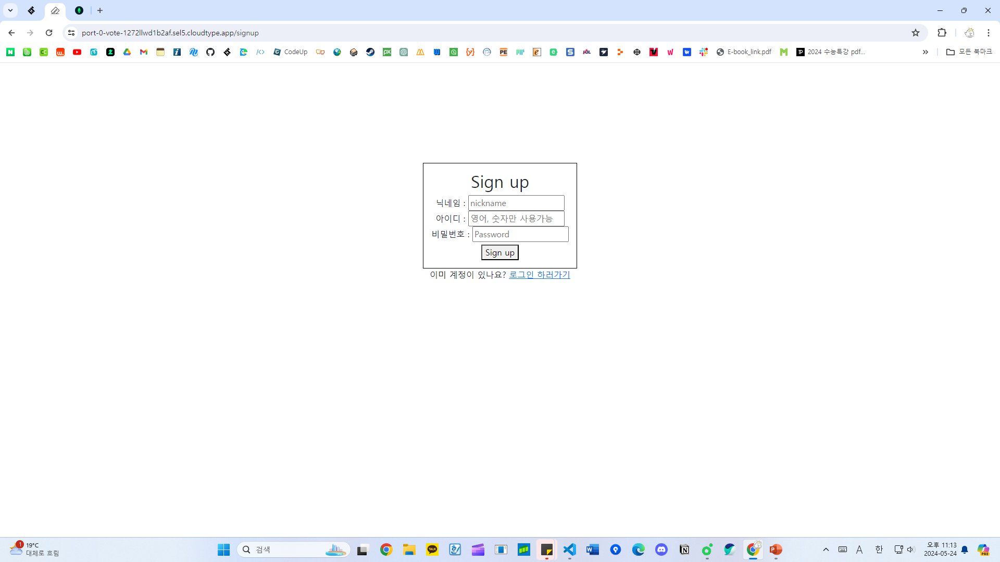 port-0-vote-1272llwd1b2af.sel5.cloudtype.app/signup
CodeUp
E-book_link.pdf
2024 수능특강 pdf...
모든 북마크
Sign up
닉네임 : nickname
아이디 : 영어, 숫자만 사용가능
비밀번호 : Password
Sign up
이미 계정이 있나요? 로그인 하러가기
1
19°C
대체로 흐림
검색
TALK
A
한
오후 11:13
2024-05-24
PRE